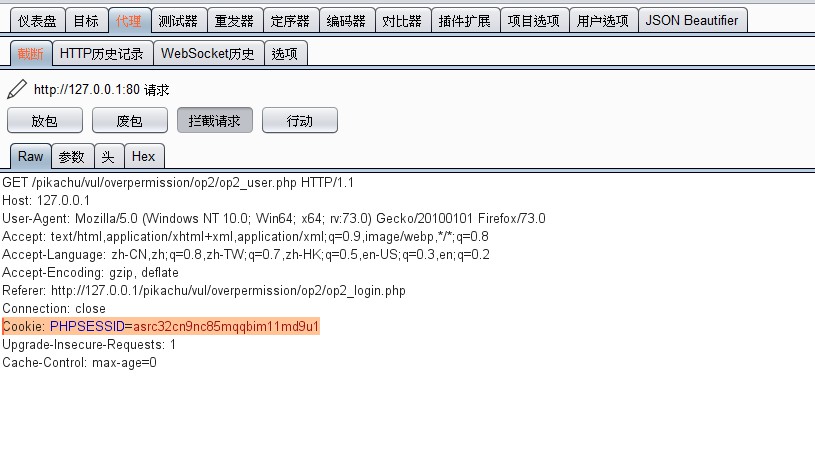 仪表盘 目标 代理 测试器 重发器 定序器 编码器 对比器 插件扩展 项目选项 用户选项 JSON Beautifier
截断 HTTP历史记录 WebSocket历史 选项
http://127.0.0.1:80 请求
放包 废包 拦截请求 行动
Raw 参数 头 Hex
GET /pikachu/vul/overpermission/op2/op2_user.php HTTP/1.1
Host: 127.0.0.1
User-Agent: Mozilla/5.0 (Windows NT 10.0; Win64; x64; rv:73.0) Gecko/20100101 Firefox/73.0
Accept: text/html,application/xhtml+xml,application/xml;q=0.9,image/webp,*/*;q=0.8
Accept-Language: zh-CN,zh;q=0.8,zh-TW;q=0.7,zh-HK;q=0.5,en-US;q=0.3,en;q=0.2
Accept-Encoding: gzip, deflate
Referer: http://127.0.0.1/pikachu/vul/overpermission/op2/op2_login.php
Connection: close
Cookie: PHPSESSID=asrc32cn9nc85mqqbim11md9u1
Upgrade-Insecure-Requests: 1
Cache-Control: max-age=0